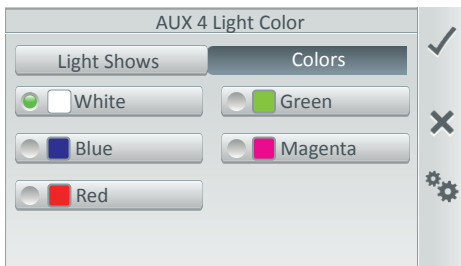 AUX 4 Light Color
Light Shows Colors
White Green
Blue Magenta
Red